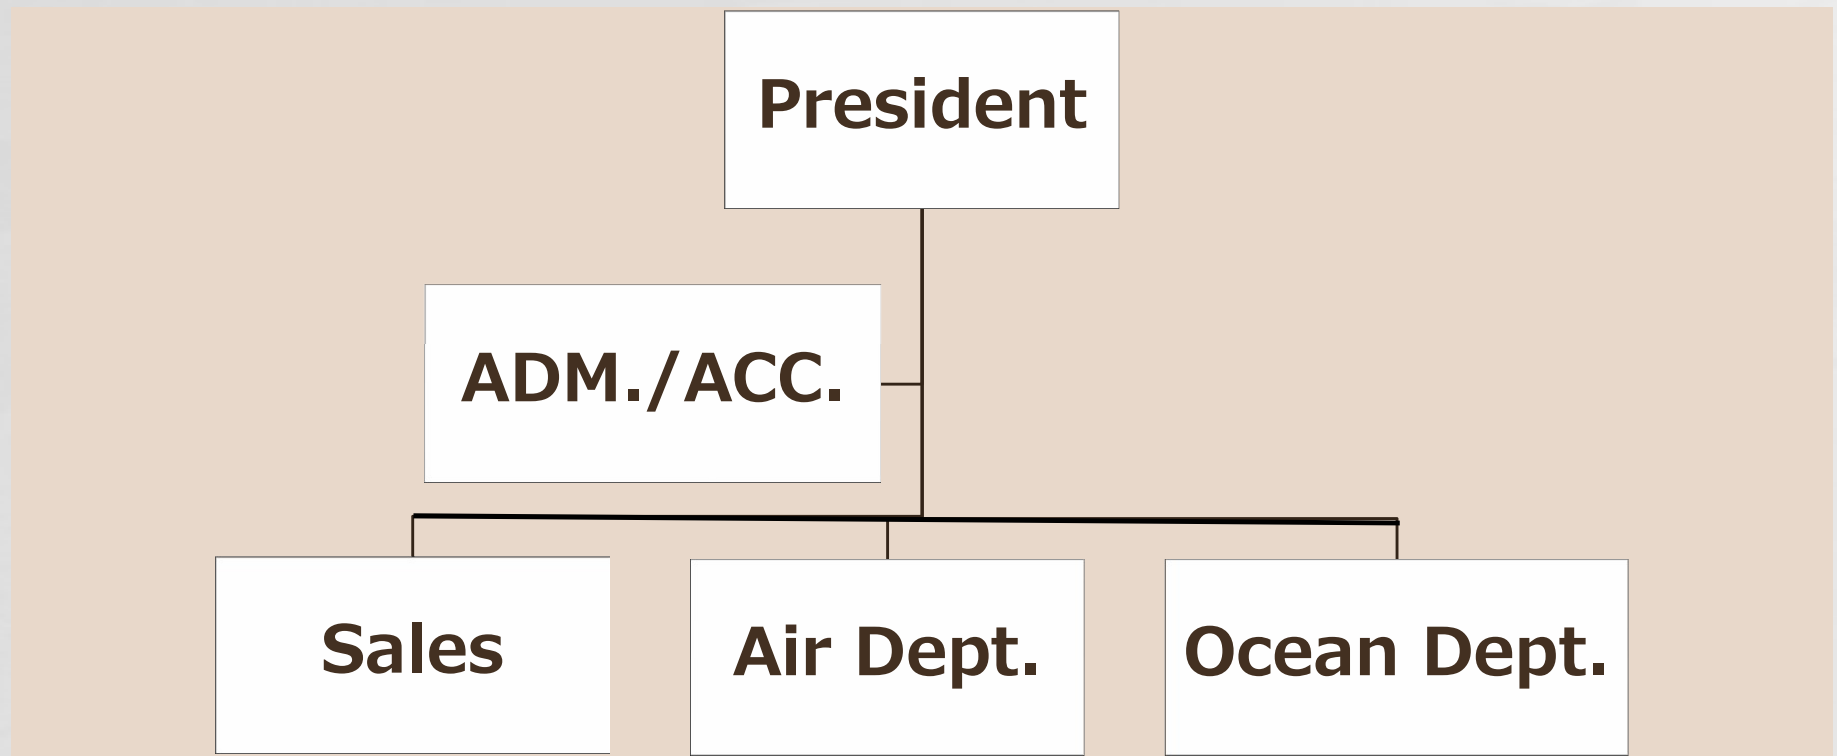 President
ADM./ACC.
Sales
Air Dept.
Ocean Dept.